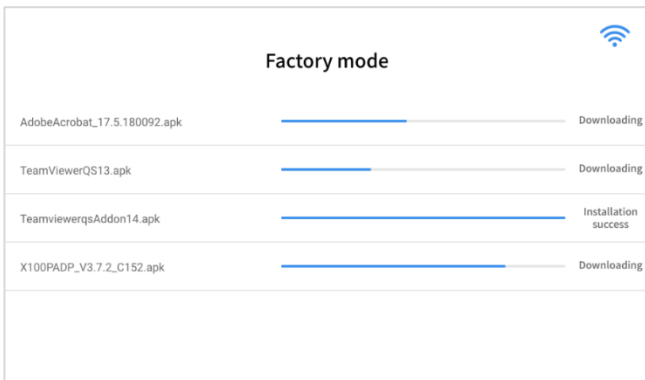 Factory mode
AdobeAcrobat_17.5.180092.apk
Downloading
TeamViewerQS13.apk
Downloading
TeamviewerqsAddon14.apk
Installation
success
X100PADP_V3.7.2_C152.apk
Downloading